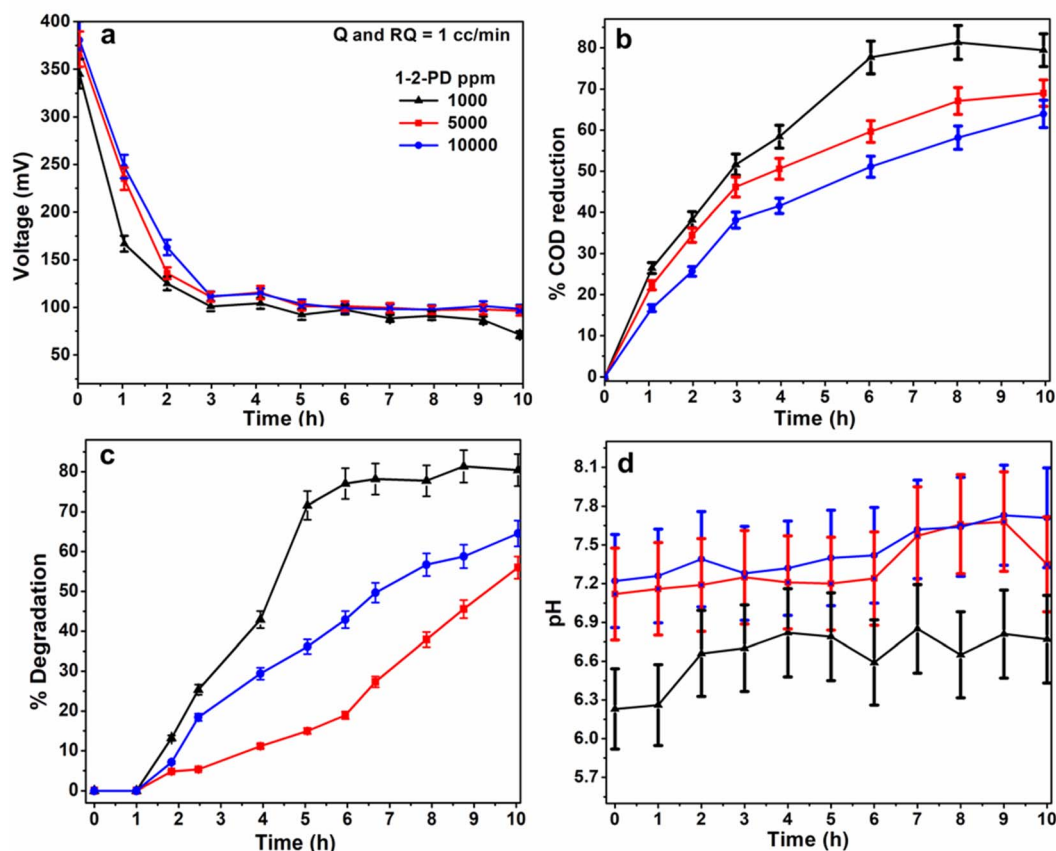 a
Q and RQ = 1 cc/min
1-2-PD ppm
1000
5000
10000
400
350
300
250
200
150
100
50
Voltage (mV)
0 1 2 3 4 5 6 7 8 9 10
Time (h)
b
80
70
60
50
40
30
20
10
0
% COD reduction
0 1 2 3 4 5 6 7 8 9 10
Time (h)
c
80
70
60
50
40
30
20
10
0
% Degradation
0 1 2 3 4 5 6 7 8 9 10
Time (h)
d
8.1
7.8
7.5
7.2
6.9
6.6
6.3
6.0
5.7
pH
0 1 2 3 4 5 6 7 8 9 10
Time (h)